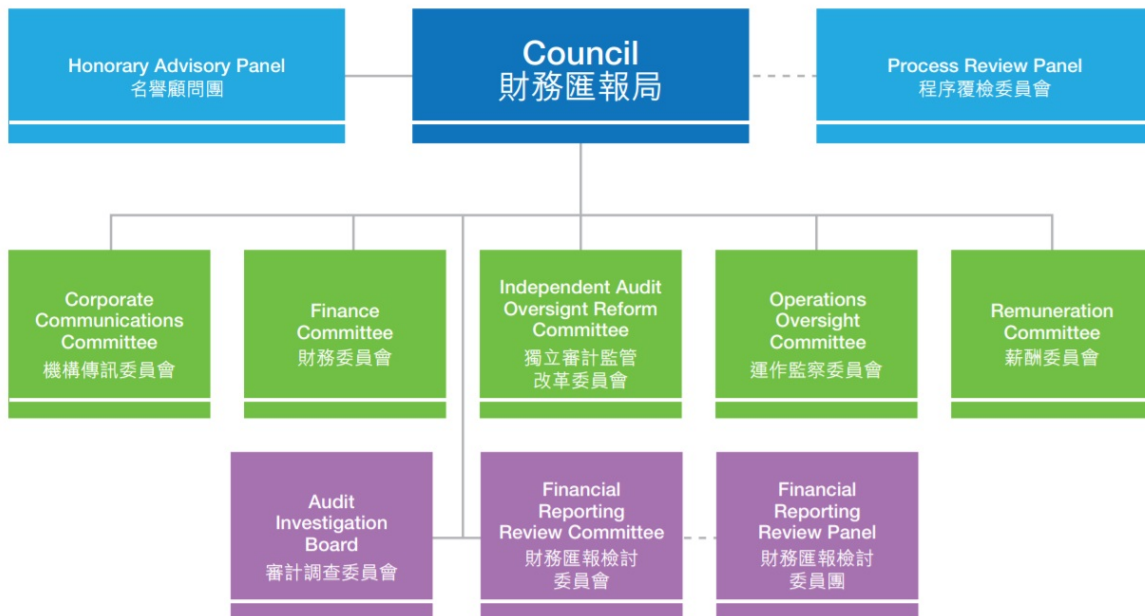 Honorary Advisory Panel
名譽顧問團
Council
財務匯報局
Process Review Panel
程序覆檢委員會
Corporate
Communications
Committee
機構傳訊委員會
Finance
Committee
財務委員會
Independent Audit
Oversignt Reform
Committee
獨立審計監管
改革委員會
Operations
Oversight
Committee
運作監察委員會
Remuneration
Committee
薪酬委員會
Audit
Investigation
Board
審計調查委員會
Financial
Reporting
Review Committee
財務匯報檢討
委員會
Financial
Reporting
Review Panel
財務匯報檢討
委員團